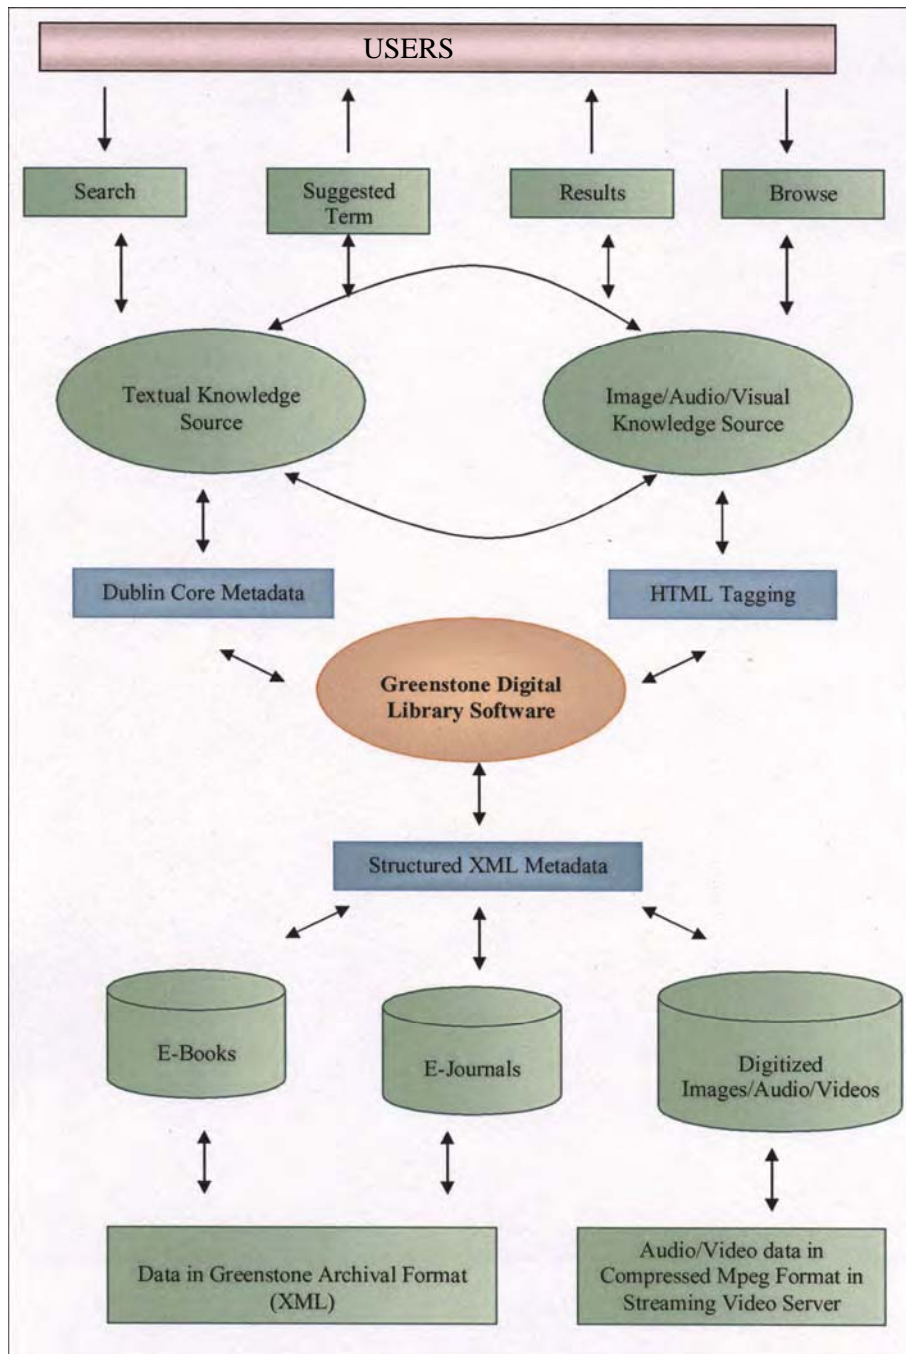 USERS
Search
Suggested
Term
Results
Browse
Textual Knowledge
Source
Image/Audio/Visual
Knowledge Source
Dublin Core Metadata
HTML Tagging
Greenstone Digital
Library Software
Structured XML Metadata
E-Books
E-Journals
Digitized
Images/Audio/Videos
Data in Greenstone Archival Format
(XML)
Audio/Video data in
Compressed Mpeg Format in
Streaming Video Server